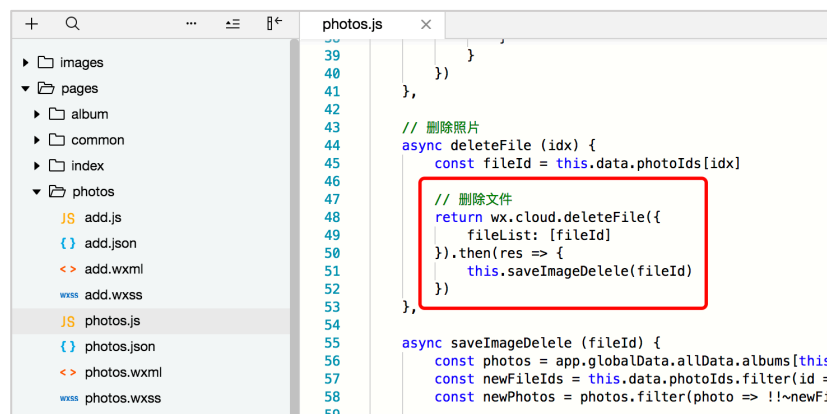 photos.js
images
pages
album
common
index
photos
JS add.js
{ } add.json
< > add.wxml
wxss add.wxss
JS photos.js
{ } photos.json
< > photos.wxml
wxss photos.wxss
39 }
40 })
41 },
42
43 // 删除照片
44 async deleteFile (idx) {
45 const fileId = this.data.photoIds[idx]
46
47 // 删除文件
48 return wx.cloud.deleteFile({
49 fileList: [fileId]
50 }).then(res => {
51 this.saveImageDelele(fileId)
52 })
53 },
54
55 async saveImageDelele (fileId) {
56 const photos = app.globalData.allData.albums[this
57 const newFileIds = this.data.photoIds.filter(id =
58 const newPhotos = photos.filter(photo => !!~newFi